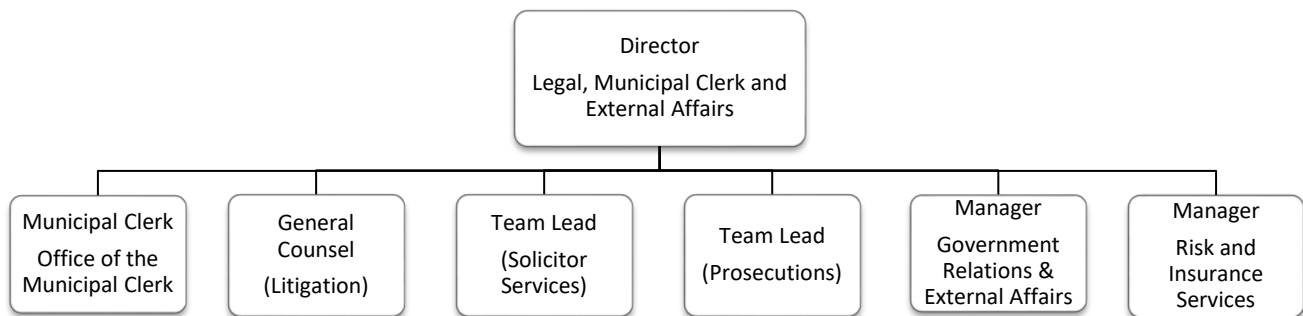 Director
Legal, Municipal Clerk and
External Affairs
Municipal Clerk
Office of the
Municipal Clerk
General
Counsel
(Litigation)
Team Lead
(Solicitor
Services)
Team Lead
(Prosecutions)
Manager
Government
Relations &
External Affairs
Manager
Risk and
Insurance
Services